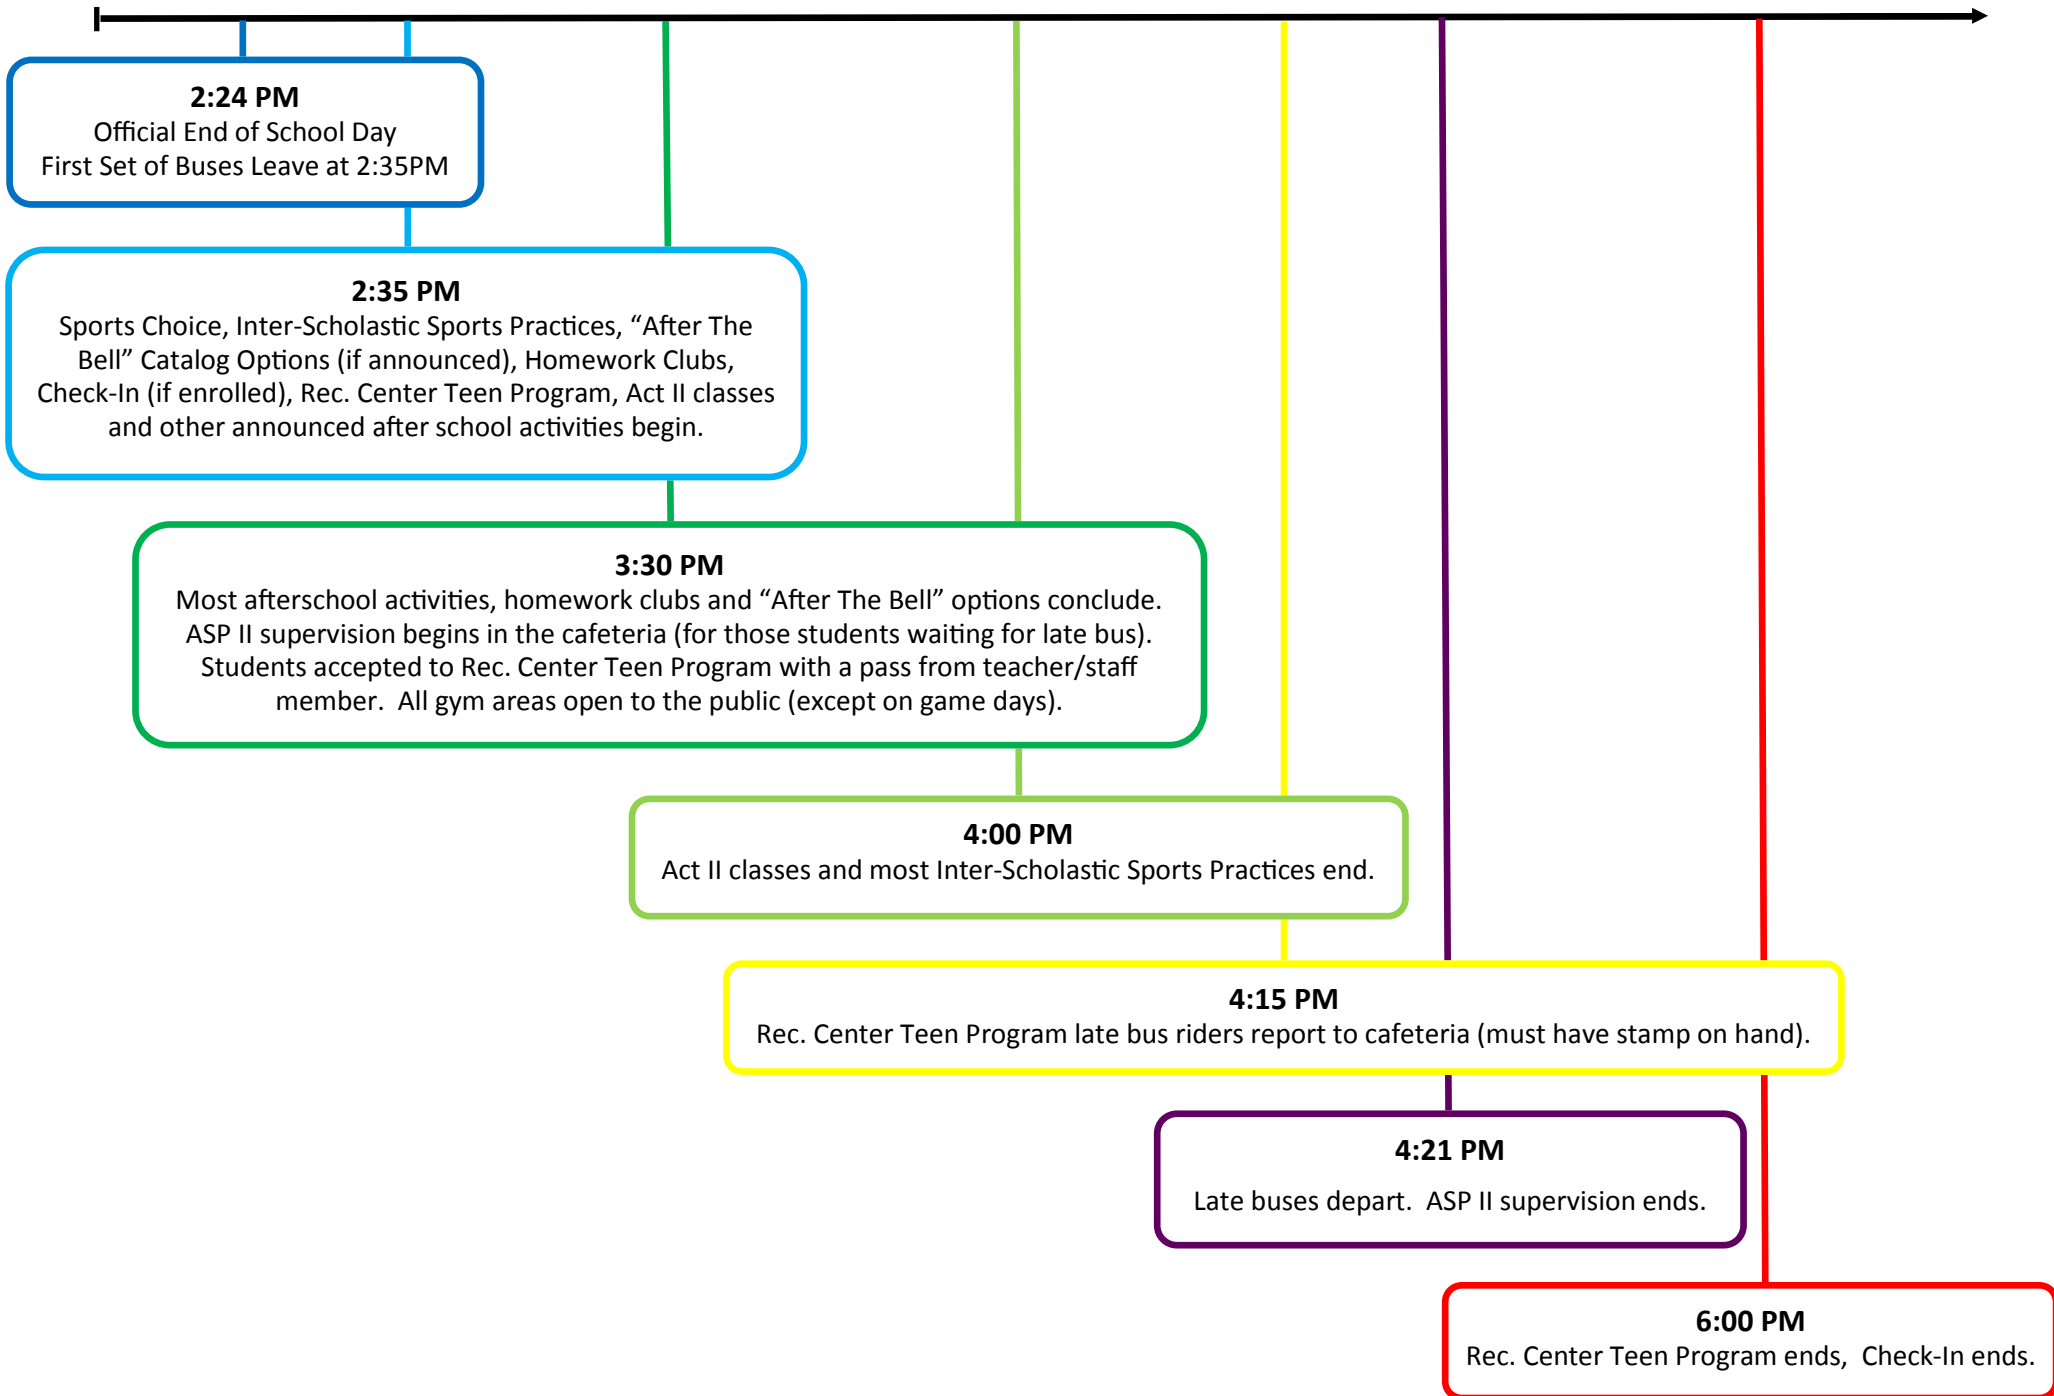 2:24 PM
Official End of School Day
First Set of Buses Leave at 2:35PM
2:35 PM
Sports Choice, Inter-Scholastic Sports Practices, “After The
Bell” Catalog Options (if announced), Homework Clubs,
Check-In (if enrolled), Rec. Center Teen Program, Act II classes
and other announced after school activities begin.
3:30 PM
Most afterschool activities, homework clubs and “After The Bell” options conclude.
ASP II supervision begins in the cafeteria (for those students waiting for late bus).
Students accepted to Rec. Center Teen Program with a pass from teacher/staff
member.  All gym areas open to the public (except on game days).
4:00 PM
Act II classes and most Inter-Scholastic Sports Practices end.
4:15 PM
Rec. Center Teen Program late bus riders report to cafeteria (must have stamp on hand).
4:21 PM
Late buses depart.  ASP II supervision ends.
6:00 PM
Rec. Center Teen Program ends,  Check-In ends.